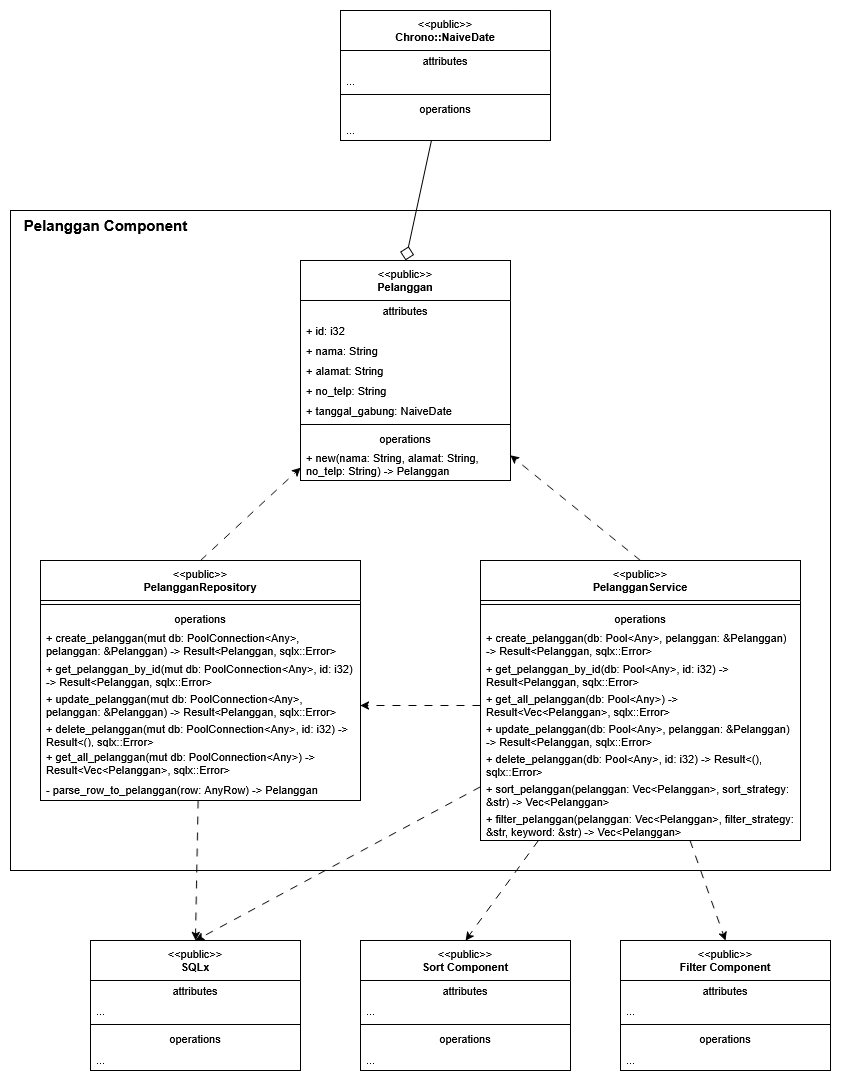 <<public>>
Chrono::NaiveDate
attributes
...
operations
...
Pelanggan Component
<<public>>
Pelanggan
attributes
+ id: i32
+ nama: String
+ alamat: String
+ no_telp: String
+ tanggal_gabung: NaiveDate
operations
+ new(nama: String, alamat: String,
no_telp: String) -> Pelanggan
<<public>>
PelangganRepository
operations
+ create_pelanggan(mut db: PoolConnection<Any>,
pelanggan: &Pelanggan) -> Result<Pelanggan, sqlx::Error>
+ get_pelanggan_by_id(mut db: PoolConnection<Any>, id: i32)
-> Result<Pelanggan, sqlx::Error>
+ update_pelanggan(mut db: PoolConnection<Any>,
pelanggan: &Pelanggan) -> Result<Pelanggan, sqlx::Error>
+ delete_pelanggan(mut db: PoolConnection<Any>, id: i32) ->
Result<(), sqlx::Error>
+ get_all_pelanggan(mut db: PoolConnection<Any>) ->
Result<Vec<Pelanggan>, sqlx::Error>
- parse_row_to_pelanggan(row: AnyRow) -> Pelanggan
<<public>>
PelangganService
operations
+ create_pelanggan(db: Pool<Any>, pelanggan: &Pelanggan)
-> Result<Pelanggan, sqlx::Error>
+ get_pelanggan_by_id(db: Pool<Any>, id: i32) ->
Result<Pelanggan, sqlx::Error>
+ get_all_pelanggan(db: Pool<Any>) ->
Result<Vec<Pelanggan>, sqlx::Error>
+ update_pelanggan(db: Pool<Any>, pelanggan: &Pelanggan)
-> Result<Pelanggan, sqlx::Error>
+ delete_pelanggan(db: Pool<Any>, id: i32) -> Result<(),
sqlx::Error>
+ sort_pelanggan(pelanggan: Vec<Pelanggan>, sort_strategy:
&str) -> Vec<Pelanggan>
+ filter_pelanggan(pelanggan: Vec<Pelanggan>, filter_strategy:
&str, keyword: &str) -> Vec<Pelanggan>
<<public>>
SQLx
attributes
...
operations
...
<<public>>
Sort Component
attributes
...
operations
...
<<public>>
Filter Component
attributes
...
operations
...